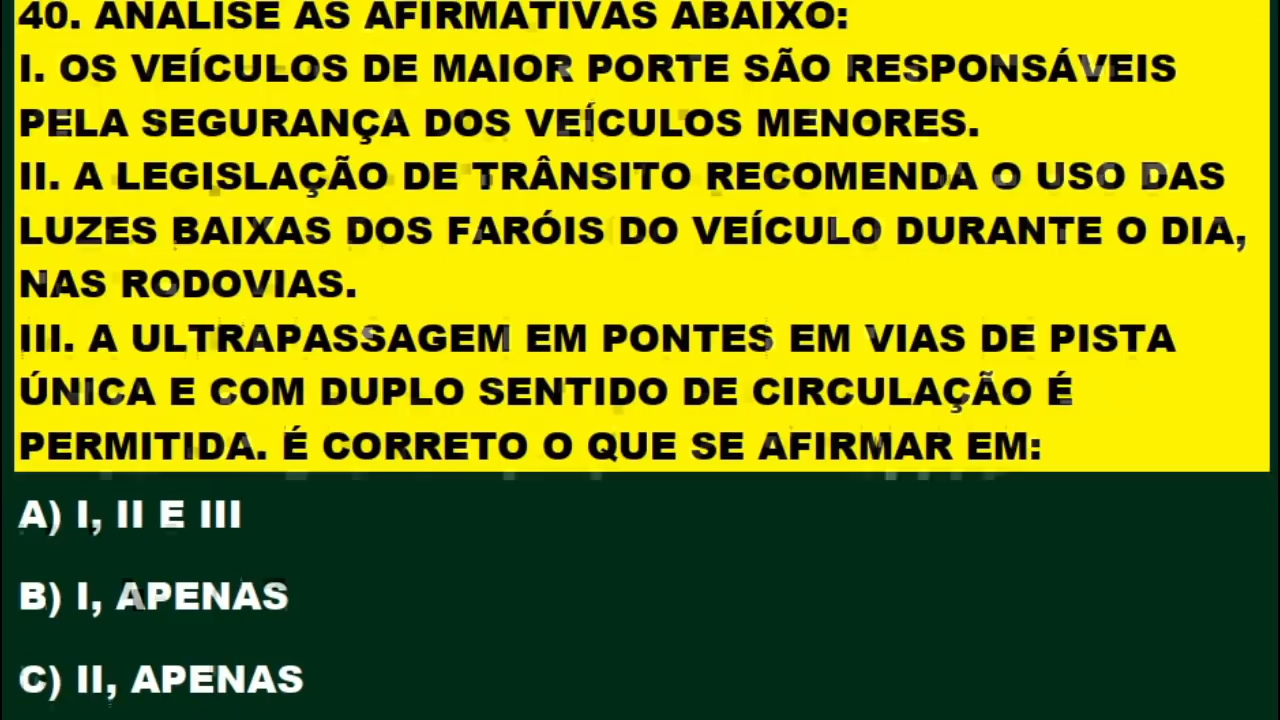 40. ANALISE AS AFIRMATIVAS ABAIXO:
I. OS VEÍCULOS DE MAIOR PORTE SÃO RESPONSÁVEIS
PELA SEGURANÇA DOS VEÍCULOS MENORES.
II. A LEGISLAÇÃO DE TRÂNSITO RECOMENDA O USO DAS
LUZES BAIXAS DOS FARÓIS DO VEÍCULO DURANTE O DIA,
NAS RODOVIAS.
III. A ULTRAPASSAGEM EM PONTES EM VIAS DE PISTA
ÚNICA E COM DUPLO SENTIDO DE CIRCULAÇÃO É
PERMITIDA. É CORRETO O QUE SE AFIRMAR EM:
A) I, II E III
B) I, APENAS
C) II, APENAS